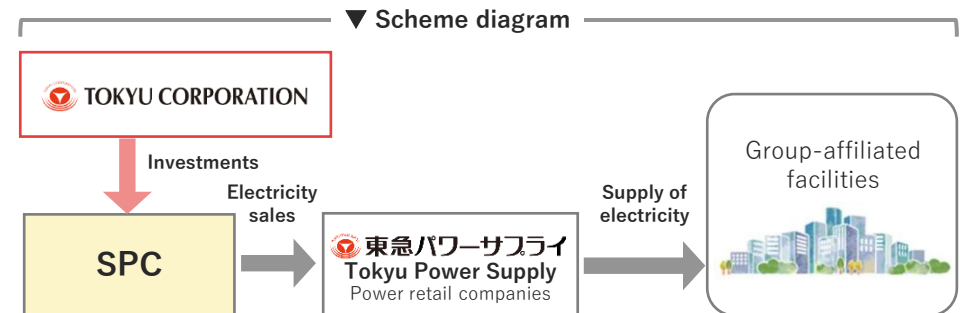 ▼ Scheme diagram
TOKYU CORPORATION
Investments
Electricity
sales
SPC
東急パワーサプライ
Tokyu Power Supply
Power retail companies
Supply of
electricity
Group-affiliated
facilities